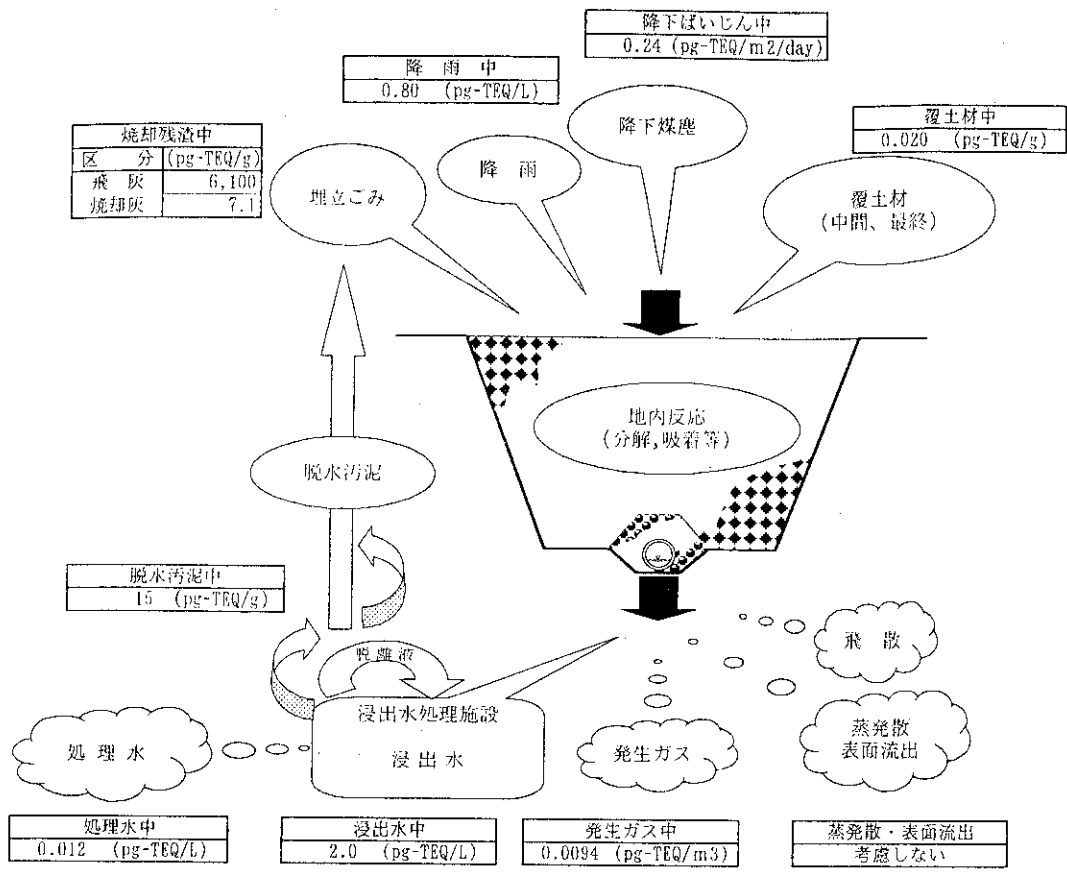 降下ばいじん中
0.24 (pg-TEQ/m2/day)
降 雨 中
0.80 (pg-TEQ/L)
覆土材中
0.020 (pg-TEQ/g)
焼却残渣中
区 分 (pg-TEQ/g)
飛 灰 6,100
焼却灰 7.1
降下煤塵
降 雨
埋立ごみ
覆土材
(中間、最終)
地内反応
(分解,吸着等)
脱水汚泥
脱水汚泥中
15 (pg-TEQ/g)
脱離液
飛 散
浸出水処理施設
浸 出 水
処 理 水
発生ガス
蒸発散
表面流出
処理水中
0.012 (pg-TEQ/L)
浸出水中
2.0 (pg-TEQ/L)
発生ガス中
0.0094 (pg-TEQ/m3)
蒸発散・表面流出
考慮しない